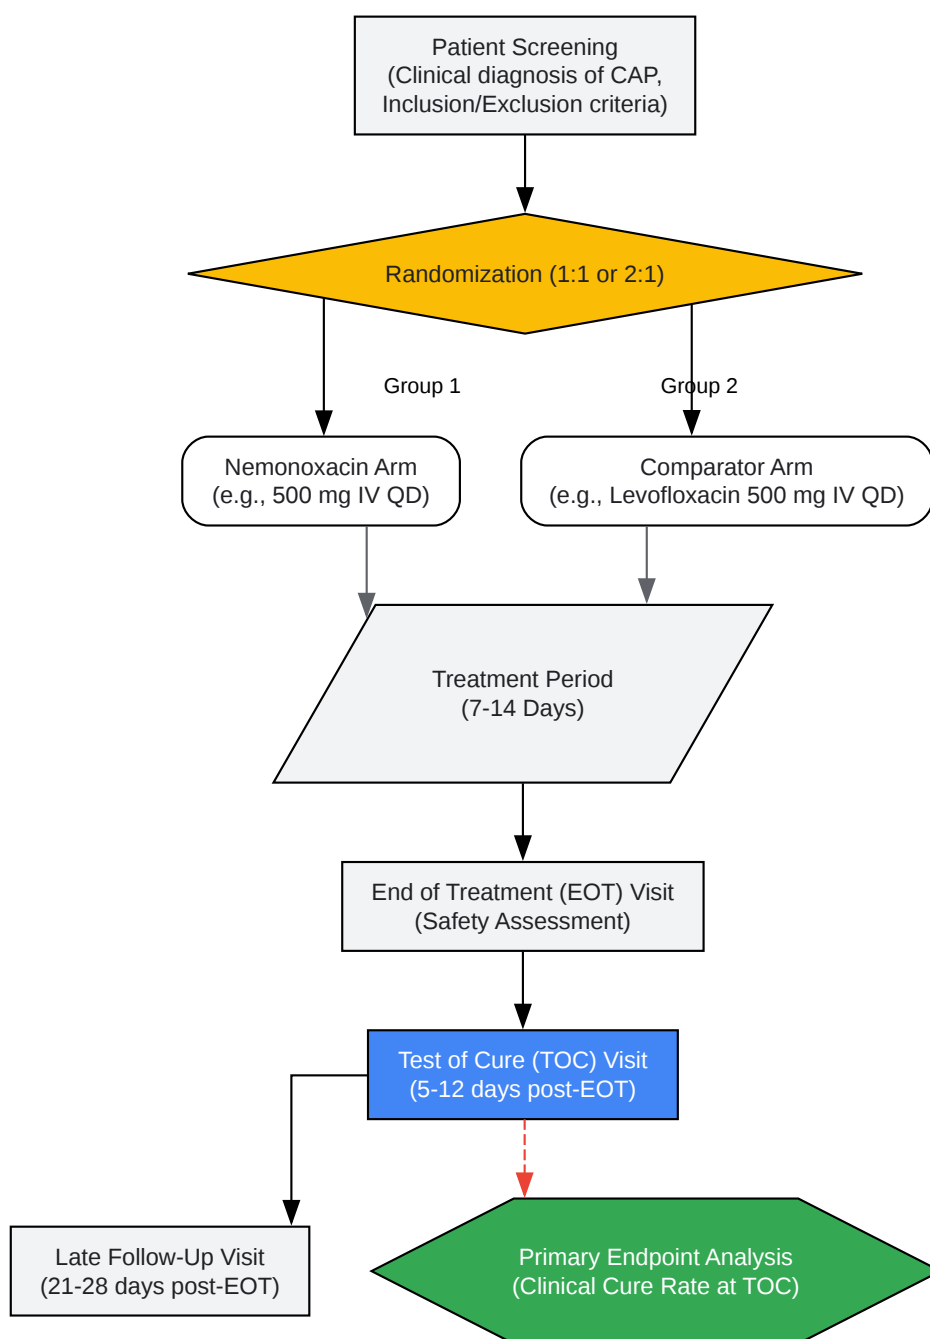 Patient Screening
(Clinical diagnosis of CAP,
Inclusion/Exclusion criteria)
Randomization (1:1 or 2:1)
Group 1
Group 2
Nemonoxacin Arm
(e.g., 500 mg IV QD)
Comparator Arm
(e.g., Levofloxacin 500 mg IV QD)
Treatment Period
(7-14 Days)
End of Treatment (EOT) Visit
(Safety Assessment)
Test of Cure (TOC) Visit
(5-12 days post-EOT)
Late Follow-Up Visit
(21-28 days post-EOT)
Primary Endpoint Analysis
(Clinical Cure Rate at TOC)